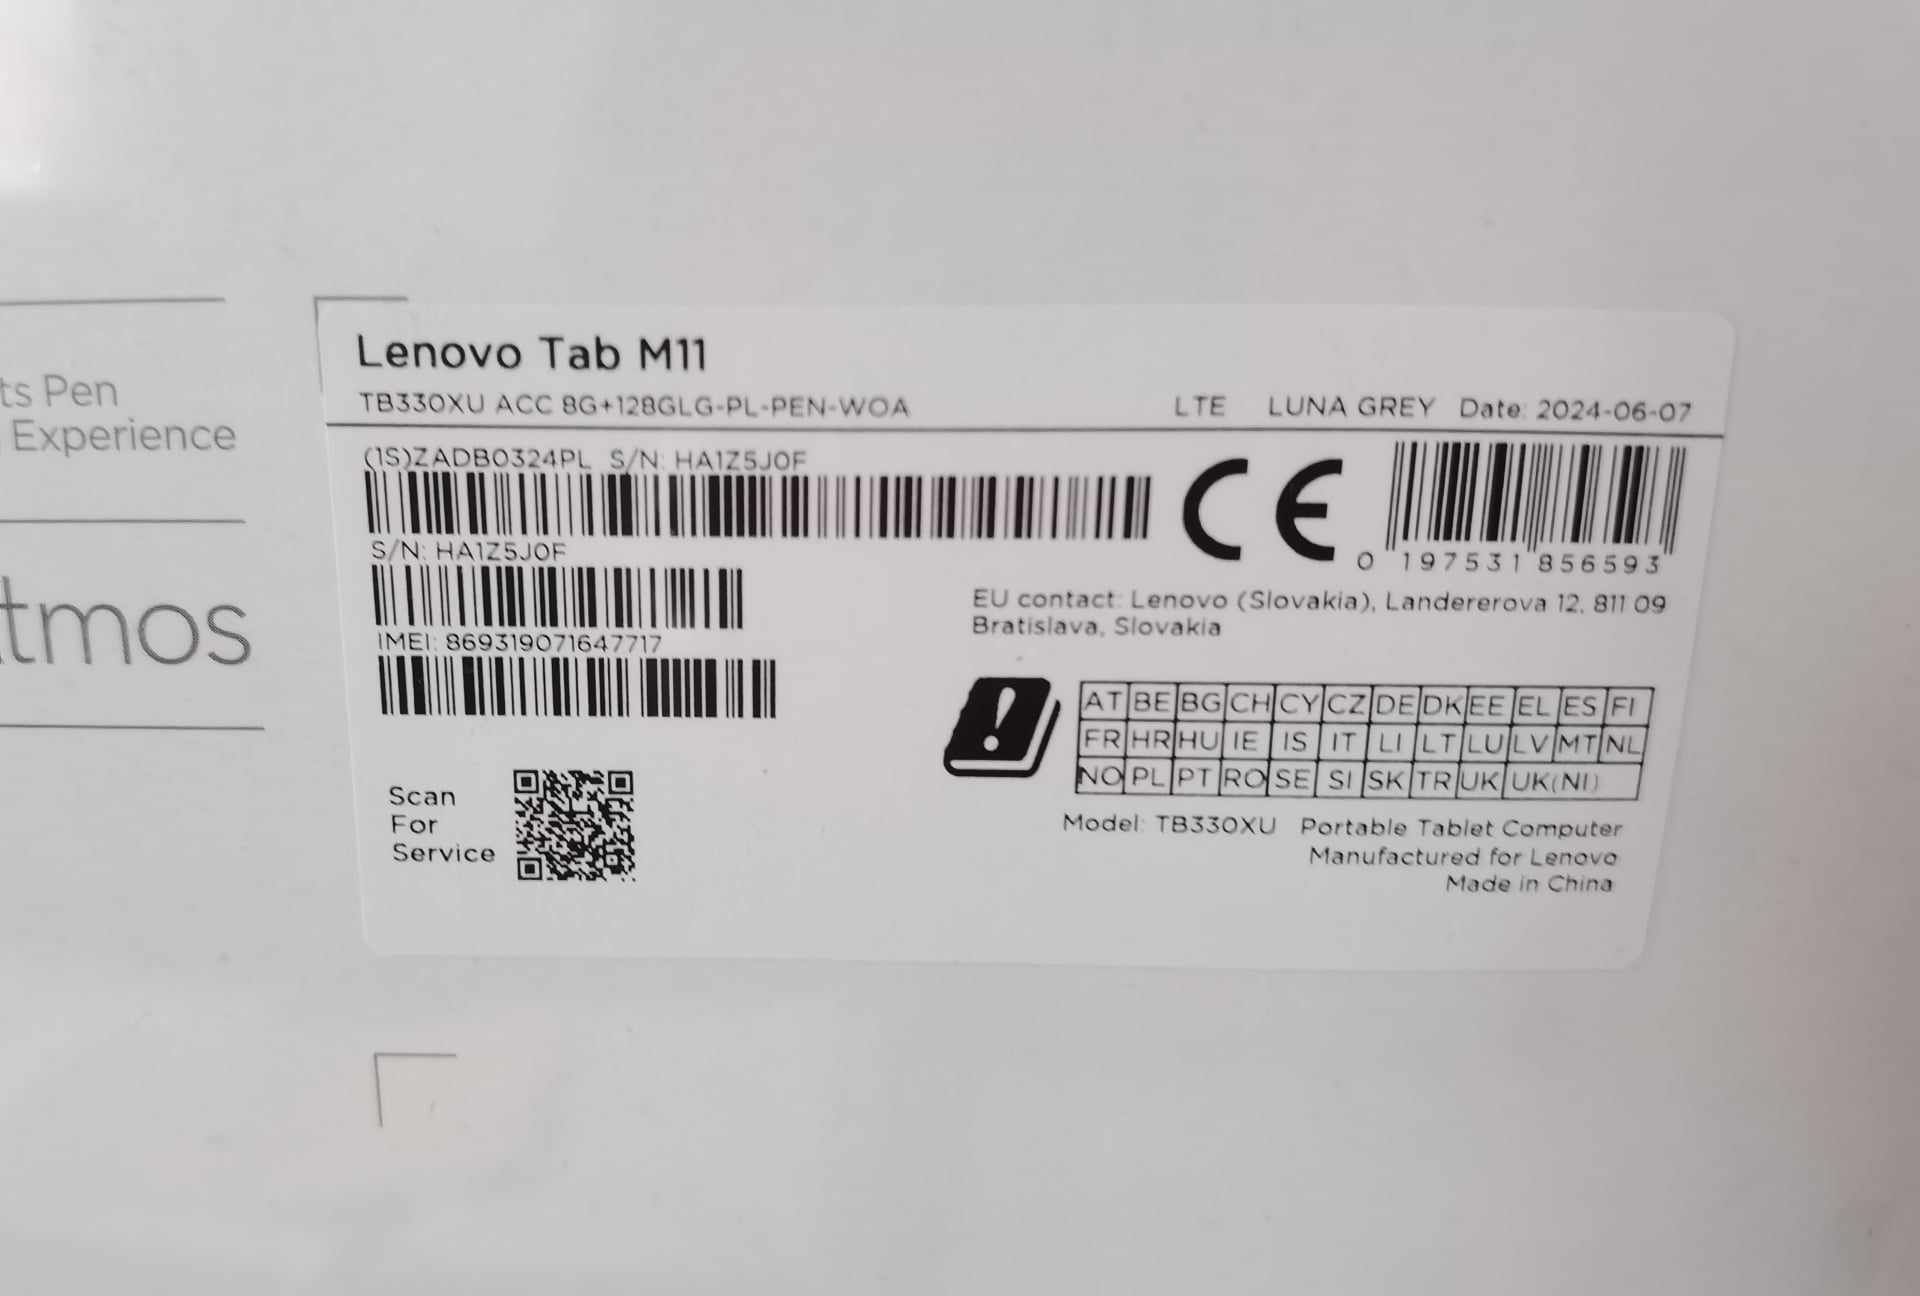 ts Pen
Experience
tmos
Lenovo Tab M11
TB330XU ACC 8G+128GLG-PL-PEN-WOA LTE LUNA GREY Date: 2024-06-07
(1S)ZADB0324PL S/N: HA1Z5J0F
S/N: HA1Z5J0F
IMEI: 869319071647717
CE
0 197531 856593
EU contact: Lenovo (Slovakia), Landererova 12, 811 09
Bratislava, Slovakia
AT BE BG CH CY CZ DE DK EE EL ES FI
FR HR HU IE IS IT LI LT LU LV MT NL
NO PL PT RO SE SI SK TR UK UK(NI)
Scan
For
Service
Model: TB330XU Portable Tablet Computer
Manufactured for Lenovo
Made in China